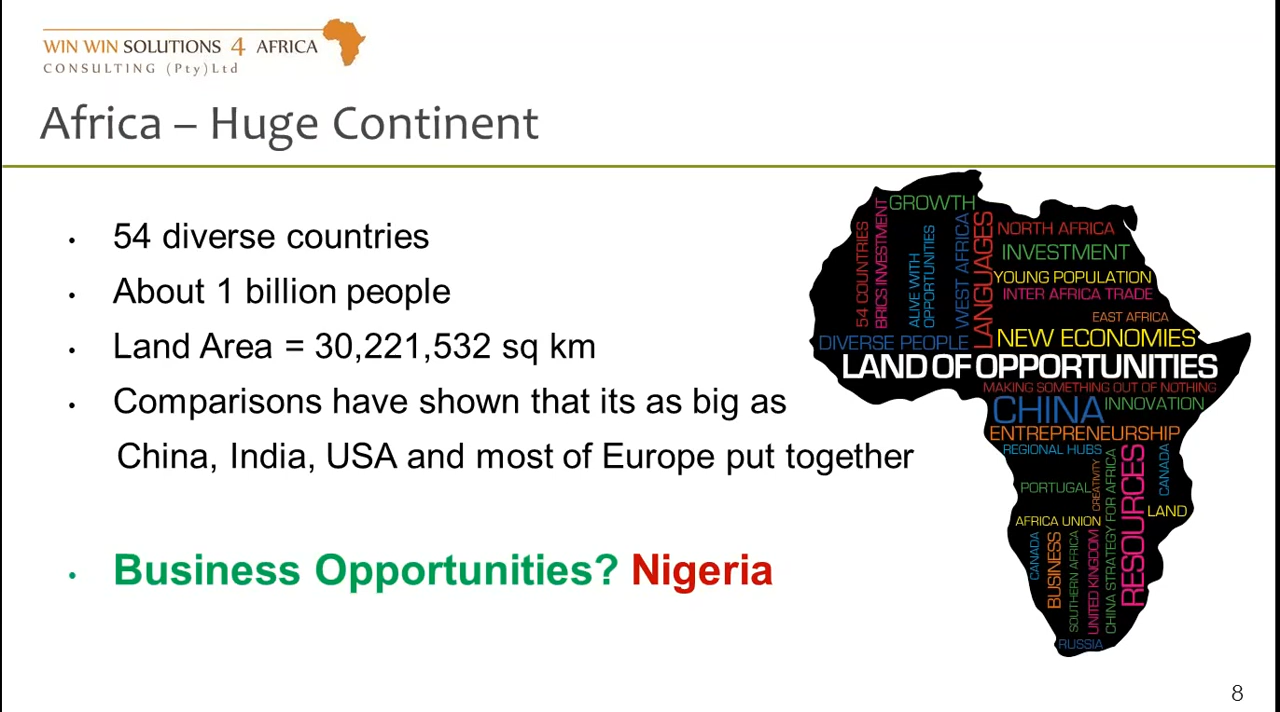 WIN WIN SOLUTIONS 4 AFRICA
CONSULTING (Pty)Ltd
Africa – Huge Continent
• 54 diverse countries
• About 1 billion people
• Land Area = 30,221,532 sq km
• Comparisons have shown that its as big as
China, India, USA and most of Europe put together
• Business Opportunities? Nigeria
GROWTH
54 COUNTRIES
BRICS INVESTMENT
ALIVE WITH
OPPORTUNITIES
WEST AFRICA
LANGUAGES
NORTH AFRICA
INVESTMENT
YOUNG POPULATION
INTER AFRICA TRADE
EAST AFRICA
DIVERSE PEOPLE
NEW ECONOMIES
LAND OF OPPORTUNITIES
MAKING SOMETHING OUT OF NOTHING
CHINA
INNOVATION
ENTREPRENEURSHIP
REGIONAL HUBS
PORTUGAL
CREATIVITY
CHINA STRATEGY FOR AFRICA
RESOURCES
CANADA
LAND
AFRICA UNION
CANADA
BUSINESS
SOUTHERN AFRICA
UNITED KINGDOM
RUSSIA
8